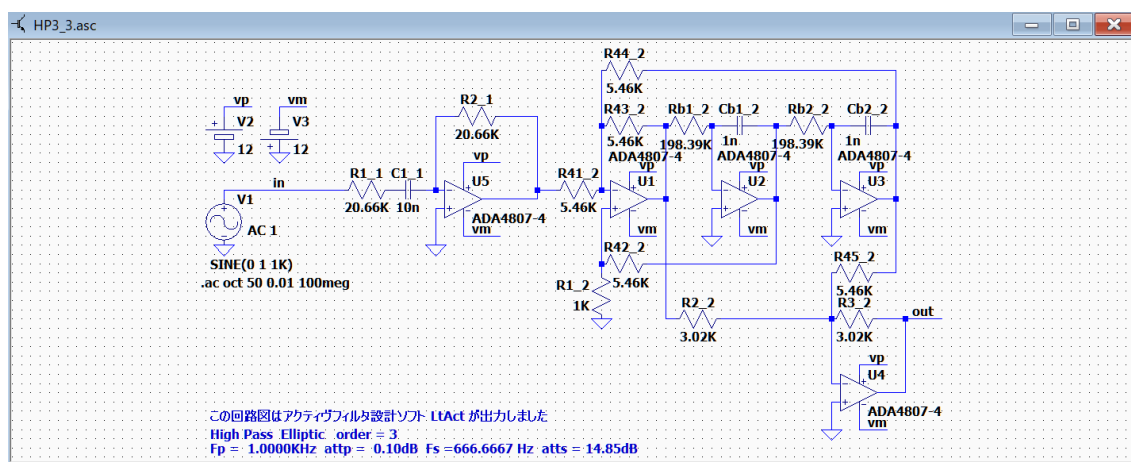 HP3_3.asc
R44_2
5.46K
vp
vm
R2_1
R43_2
Rb1_2
Cb1_2
Rb2_2
Cb2_2
V2
V3
20.66K
5.46K
198.39K
1n
198.39K
1n
12
12
ADA4807-4
ADA4807-4
ADA4807-4
vp
vp
vp
vp
in
R1_1
C1_1
U5
R41_2
U1
U2
U3
V1
20.66K
10n
ADA4807-4
5.46K
AC 1
vm
vm
vm
vm
R42_2
R45_2
SINE(0 1 1K)
5.46K
5.46K
.ac oct 50 0.01 100meg
R1_2
1K
R2_2
R3_2
out
3.02K
3.02K
vp
U4
ADA4807-4
vm
この回路図はアクティヴフィルタ設計ソフト LtAct が出力しました
High Pass Elliptic order = 3
Fp = 1.0000KHz attp = 0.10dB Fs =666.6667 Hz atts = 14.85dB